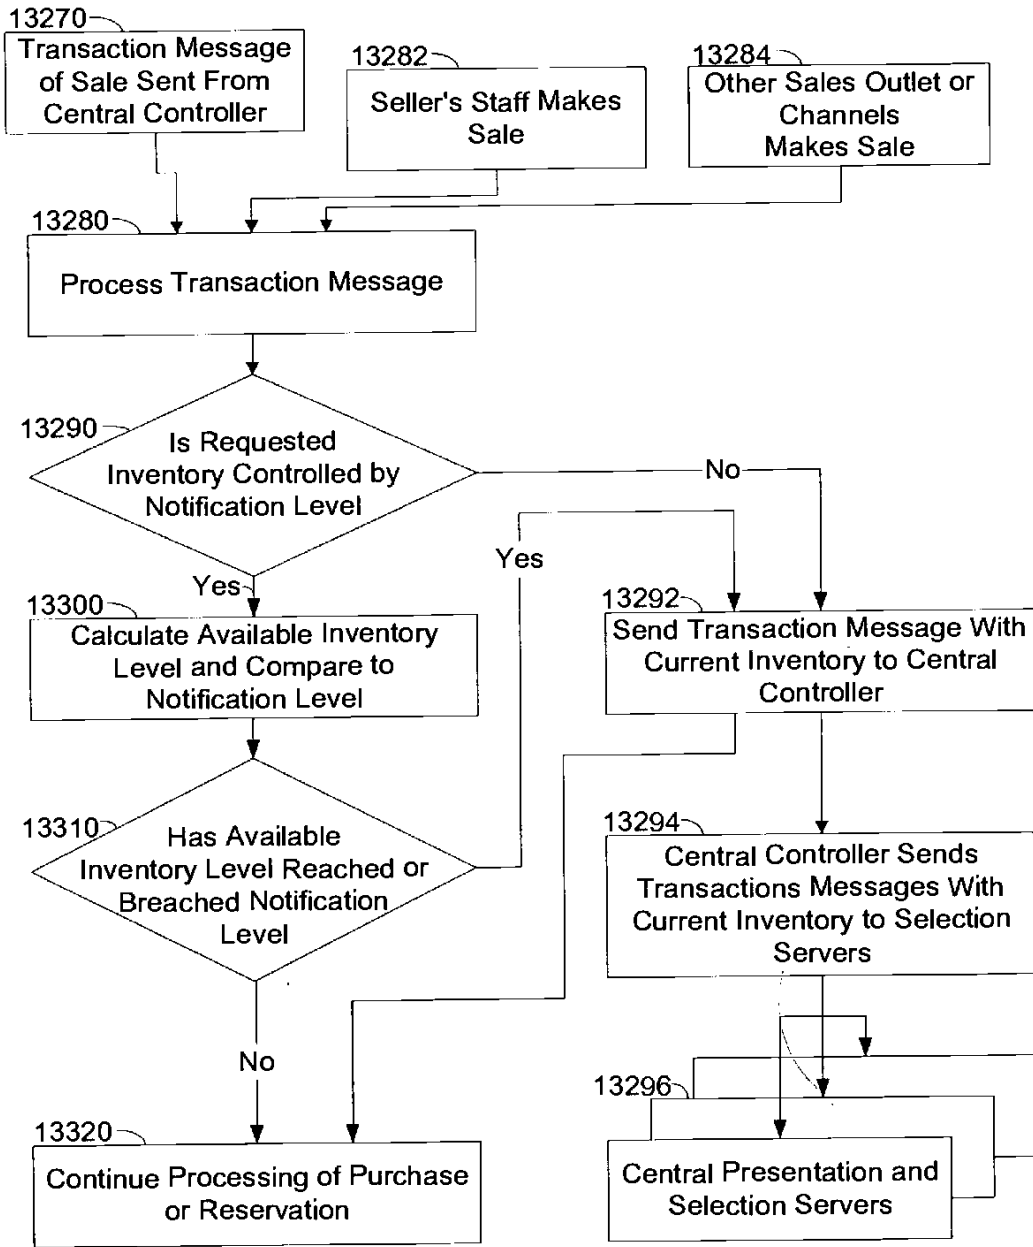 13270
Transaction Message
of Sale Sent From
Central Controller
13282
Seller's Staff Makes
Sale
13284
Other Sales Outlet or
Channels
Makes Sale
13280
Process Transaction Message
13290
Is Requested
Inventory Controlled by
Notification Level
No
Yes
Yes
13300
Calculate Available Inventory
Level and Compare to
Notification Level
13292
Send Transaction Message With
Current Inventory to Central
Controller
13310
Has Available
Inventory Level Reached or
Breached Notification
Level
13294
Central Controller Sends
Transactions Messages With
Current Inventory to Selection
Servers
No
13296
Central Presentation and
Selection Servers
13320
Continue Processing of Purchase
or Reservation